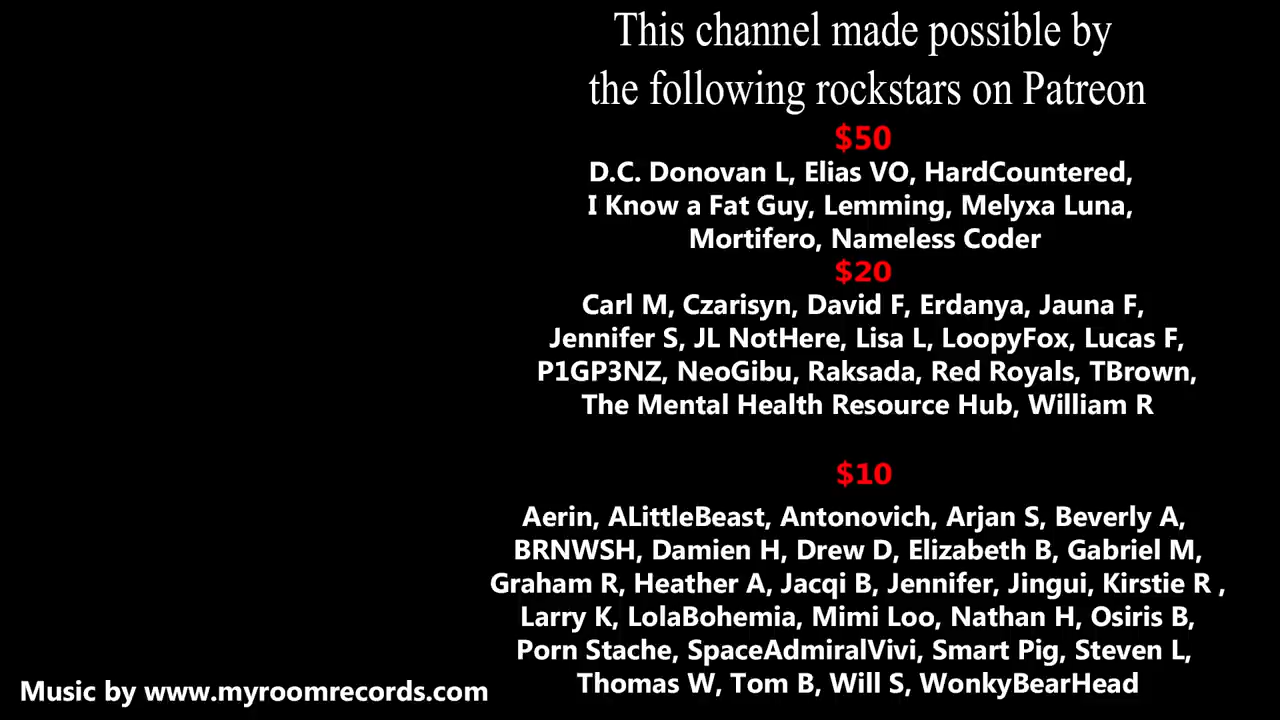 This channel made possible by
the following rockstars on Patreon
$50
D.C. Donovan L, Elias VO, HardCountered,
I Know a Fat Guy, Lemming, Melyxa Luna,
Mortifero, Nameless Coder
$20
Carl M, Czarisyn, David F, Erdanya, Jauna F,
Jennifer S, JL NotHere, Lisa L, LoopyFox, Lucas F,
P1GP3NZ, NeoGibu, Raksada, Red Royals, TBrown,
The Mental Health Resource Hub, William R
$10
Aerin, ALittleBeast, Antonovich, Arjan S, Beverly A,
BRNWSH, Damien H, Drew D, Elizabeth B, Gabriel M,
Graham R, Heather A, Jacqi B, Jennifer, Jingui, Kirstie R ,
Larry K, LolaBohemia, Mimi Loo, Nathan H, Osiris B,
Porn Stache, SpaceAdmiralVivi, Smart Pig, Steven L,
Thomas W, Tom B, Will S, WonkyBearHead
Music by www.myroomrecords.com